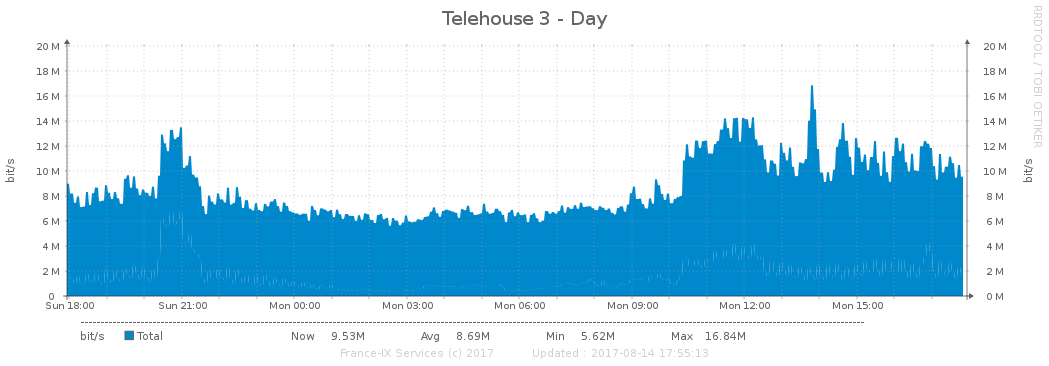 Telehouse 3 - Day
RRDTOOL / TOBI OETIKER
20 M 20 M
18 M 18 M
16 M 16 M
14 M 14 M
12 M 12 M
10 M 10 M
8 M 8 M
6 M 6 M
4 M 4 M
2 M 2 M
0 0 M
bit/s bit/s
Sun 18:00 Sun 21:00 Mon 00:00 Mon 03:00 Mon 06:00 Mon 09:00 Mon 12:00 Mon 15:00
bit/s Total Now 9.53M Avg 8.69M Min 5.62M Max 16.84M
France-IX Services (c) 2017 Updated : 2017-08-14 17:55:13